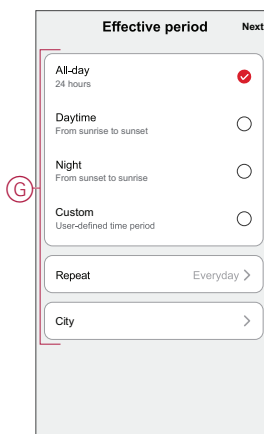 Effective period Next
All-day
24 hours
Daytime
From sunrise to sunset
Night
From sunset to sunrise
G
Custom
User-defined time period
Repeat Everyday >
City >